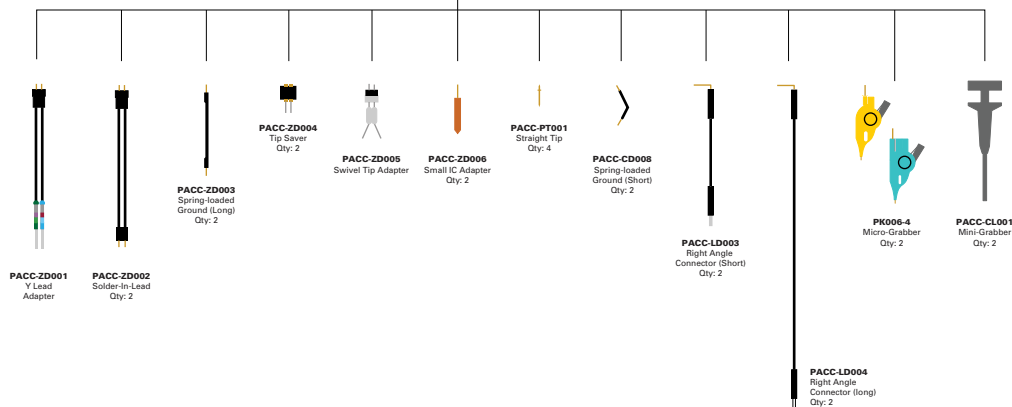 PACC-ZD001
Y Lead
Adapter
PACC-ZD002
Solder-In-Lead
Qty: 2
PACC-ZD003
Spring-loaded
Ground (Long)
Qty: 2
PACC-ZD004
Tip Saver
Qty: 2
PACC-ZD005
Swivel Tip Adapter
PACC-ZD006
Small IC Adapter
Qty: 2
PACC-PT001
Straight Tip
Qty: 4
PACC-CD008
Spring-loaded
Ground (Short)
Qty: 2
PACC-LD003
Right Angle
Connector (Short)
Qty: 2
PACC-LD004
Right Angle
Connector (long)
Qty: 2
PK006-4
Micro-Grabber
Qty: 2
PACC-CL001
Mini-Grabber
Qty: 2